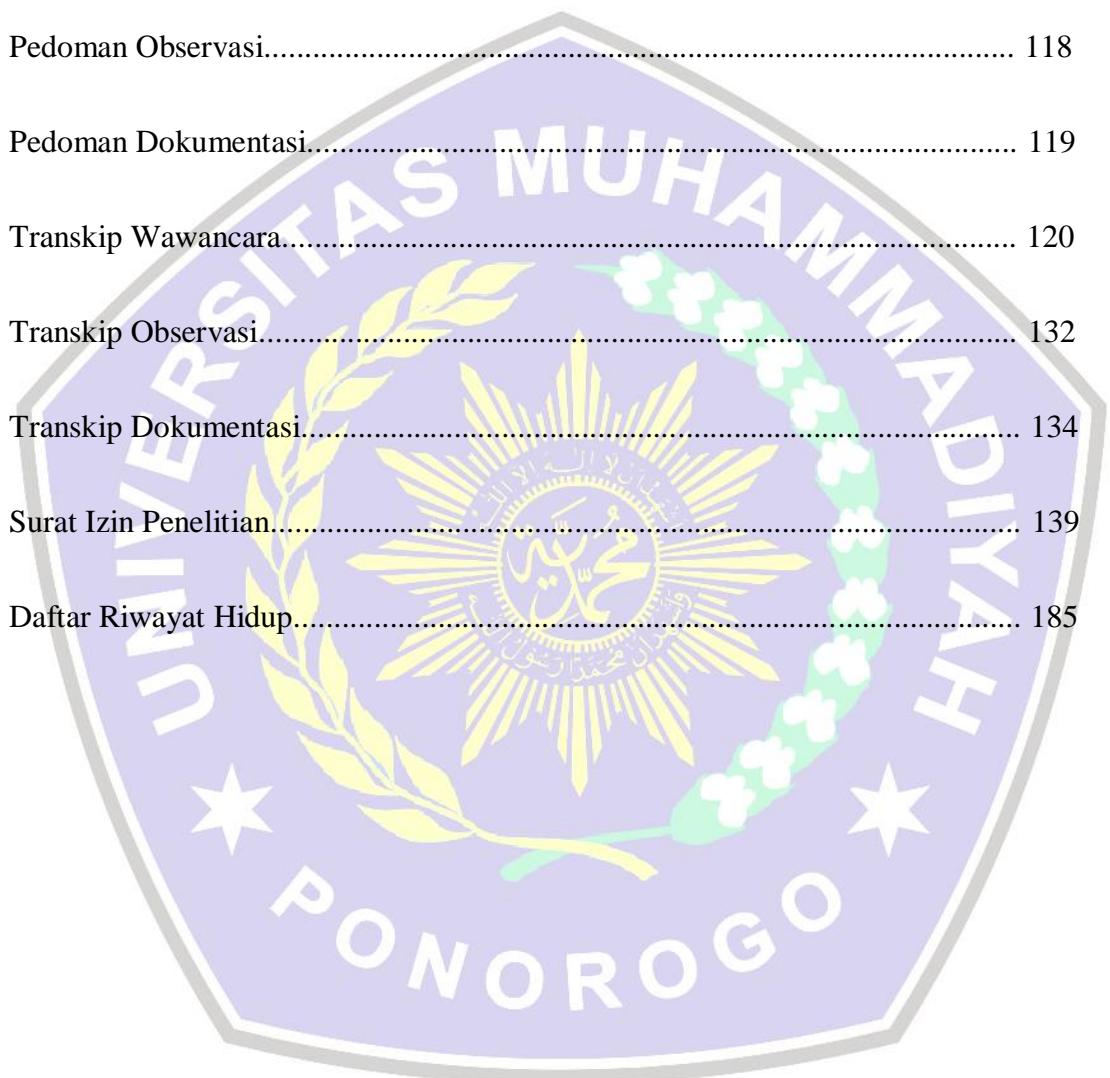 Pedoman Observasi........................................................................................... 118
Pedoman Dokumentasi...................................................................................... 119
Transkip Wawancara......................................................................................... 120
Transkip Observasi............................................................................................ 132
Transkip Dokumentasi....................................................................................... 134
Surat Izin Penelitian........................................................................................... 139
Daftar Riwayat Hidup........................................................................................ 185
UNIVERSITAS MUHAMMADIYAH
PONOROGO
محمدية